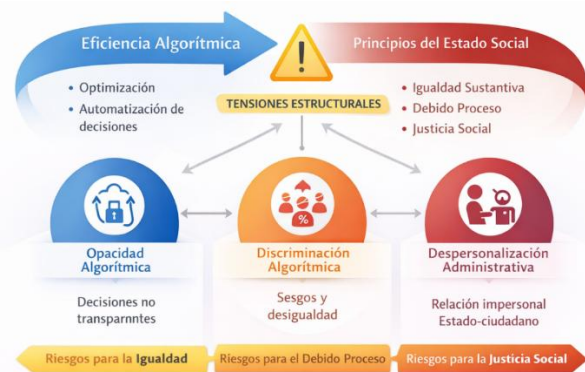 Eficiencia Algorítmica
Principios del Estado Social
• Optimización
• Automatización de
decisiones
TENSIONES ESTRUCTURALES
• Igualdad Sustantiva
• Debido Proceso
• Justicia Social
Opacidad
Algorítmica
Discriminación
Algorítmica
Despersonalización
Administrativa
Decisiones no
transparntes
Sesgos y
desigualdad
Relación impersonal
Estado-ciudadano
Riesgos para la Igualdad
Riesgos para el Debido Proceso
Riesgos para la Justicia Social